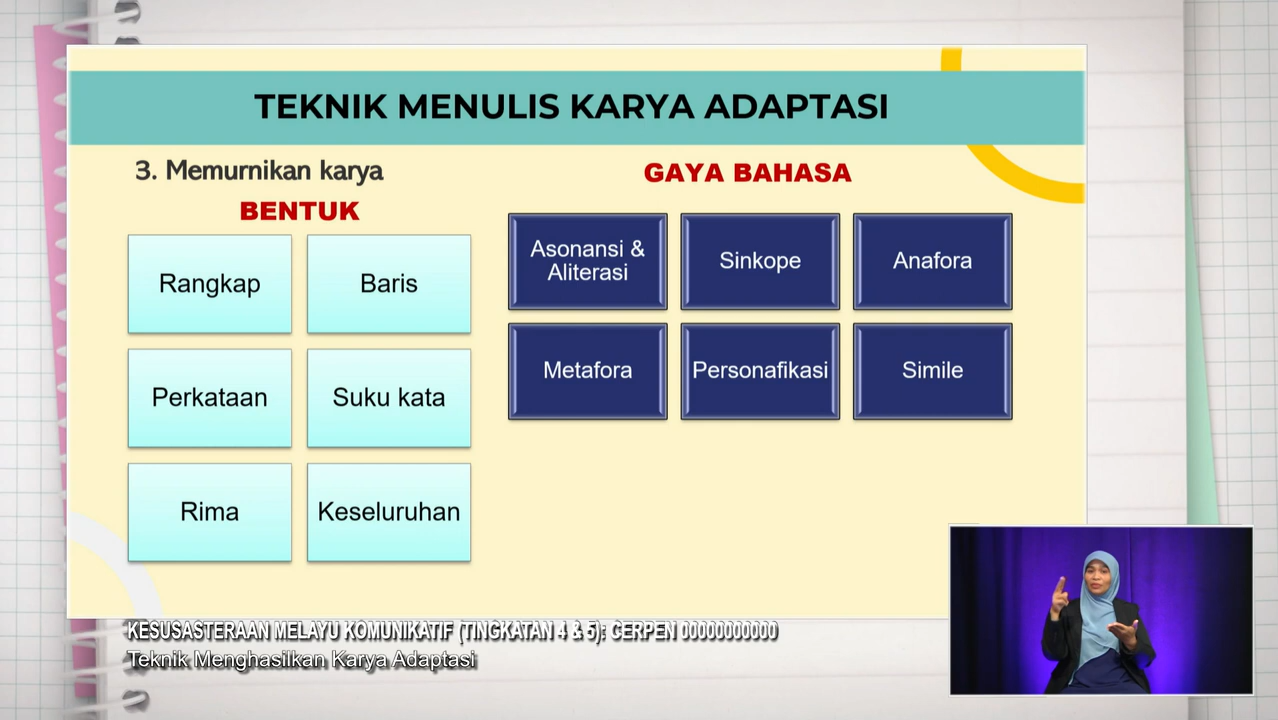 TEKNIK MENULIS KARYA ADAPTASI
3. Memurnikan karya
BENTUK
Rangkap
Baris
Perkataan
Suku kata
Rima
Keseluruhan
GAYA BAHASA
Asonansi &
Aliterasi
Sinkope
Anafora
Metafora
Personafikasi
Simile
KESUSASTERAAN MELAYU KOMUNIKATIF (TINGKATAN 4 & 5): CERPEN 00000000000
Teknik Menghasilkan Karya Adaptasi